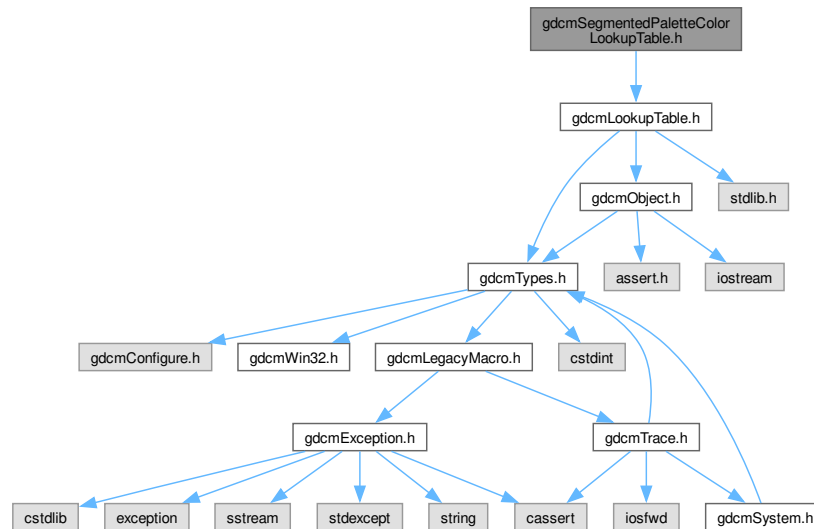 gdcmSegmentedPaletteColor
LookupTable.h
gdcmLookupTable.h
gdcmObject.h
stdlib.h
gdcmTypes.h
assert.h
iostream
gdcmConfigure.h
gdcmWin32.h
gdcmLegacyMacro.h
cstdint
gdcmException.h
gdcmTrace.h
cstdlib
exception
sstream
stdexcept
string
cassert
iosfwd
gdcmSystem.h